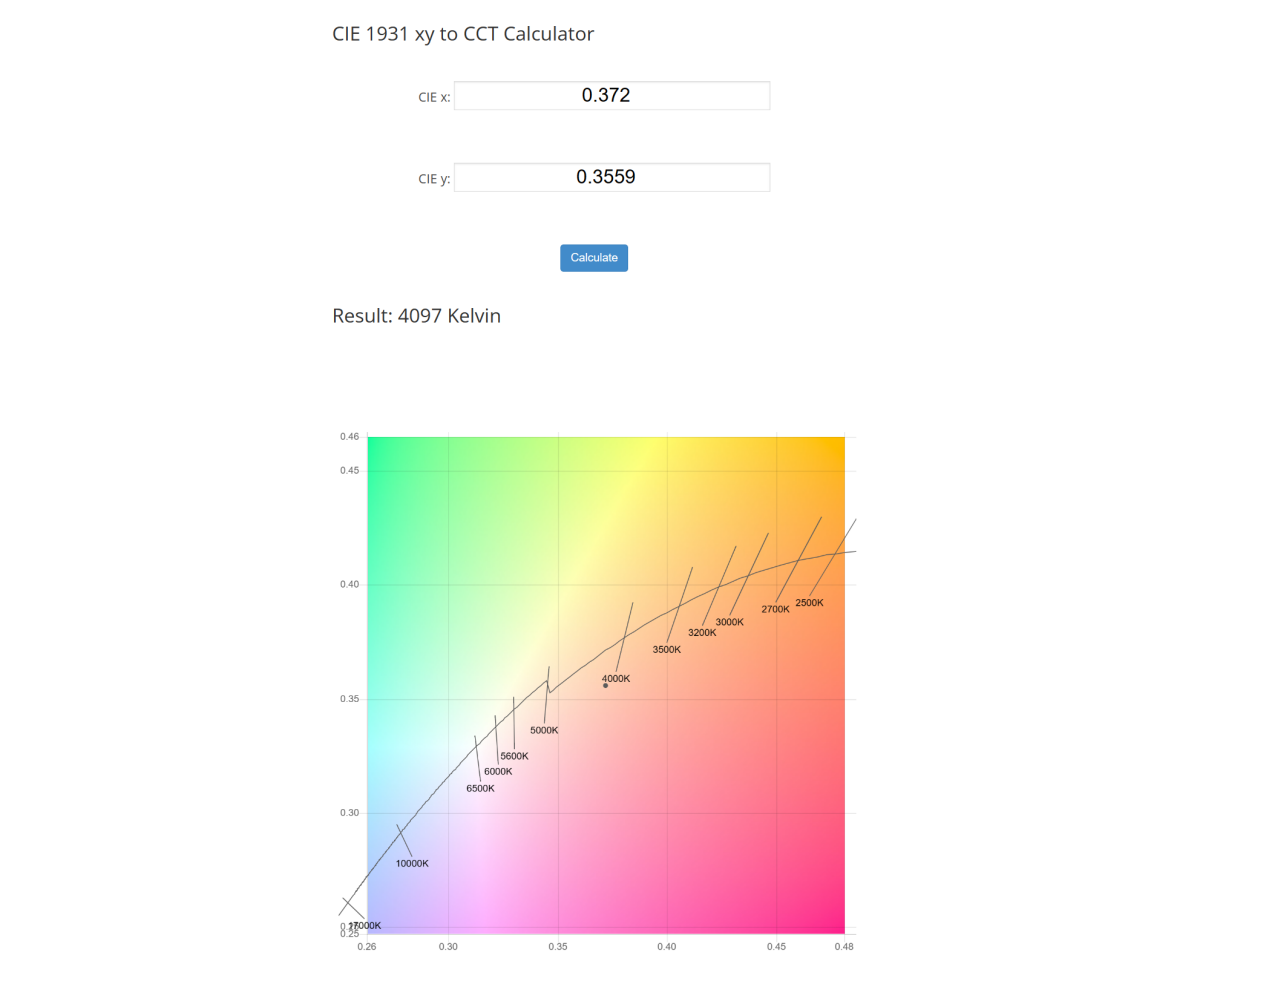 CIE 1931 xy to CCT Calculator
CIE x: 0.372
CIE y: 0.3559
Calculate
Result: 4097 Kelvin
0.46
0.45
0.40
2700K 2500K
3000K
3200K
3500K
4000K
0.35
5000K
5600K
6000K
6500K
0.30
10000K
17000K
0.25
0.26 0.30 0.35 0.40 0.45 0.48